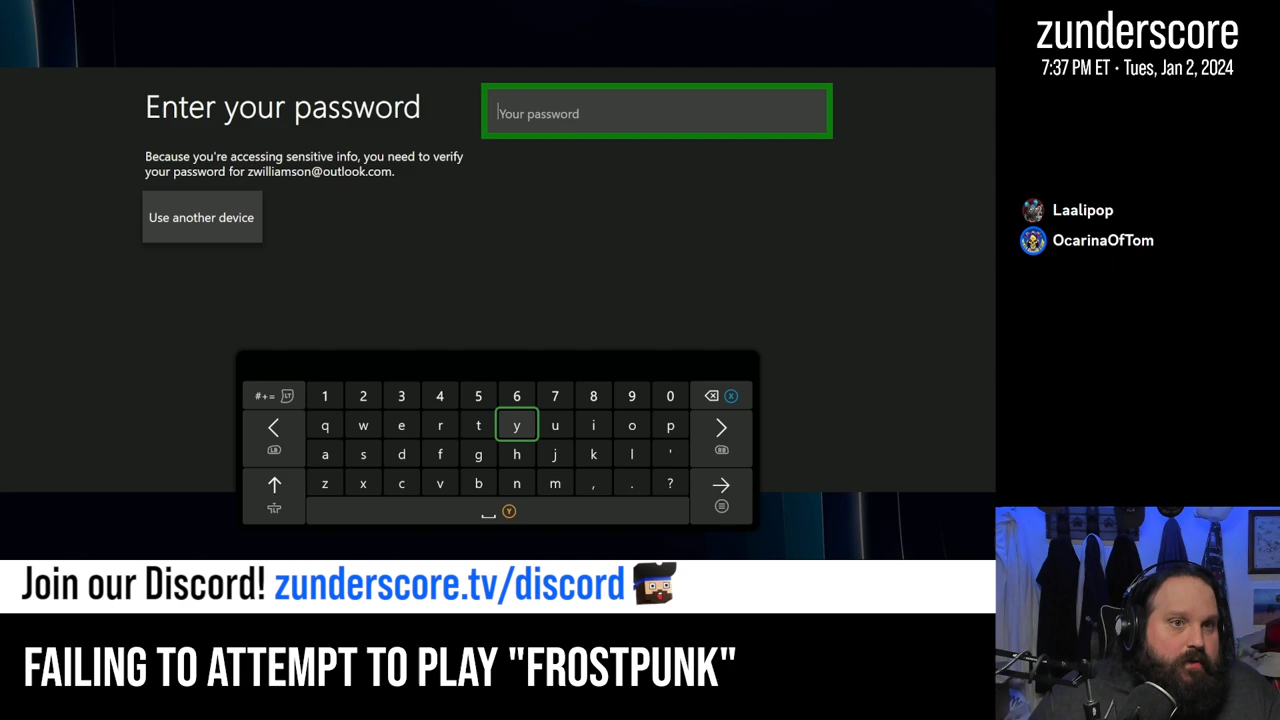 zunderscore
7:37 PM ET • Tues, Jan 2, 2024
Enter your password
Your password
Because you're accessing sensitive info, you need to verify
your password for zwilliamson@outlook.com.
Use another device
Laalipop
OcarinaOfTom
#+= LT 1 2 3 4 5 6 7 8 9 0 X
q w e r t y u i o p
LB a s d f g h j k l ' RB
z x c v b n m , . ?
Y
Join our Discord! zunderscore.tv/discord
FAILING TO ATTEMPT TO PLAY "FROSTPUNK"